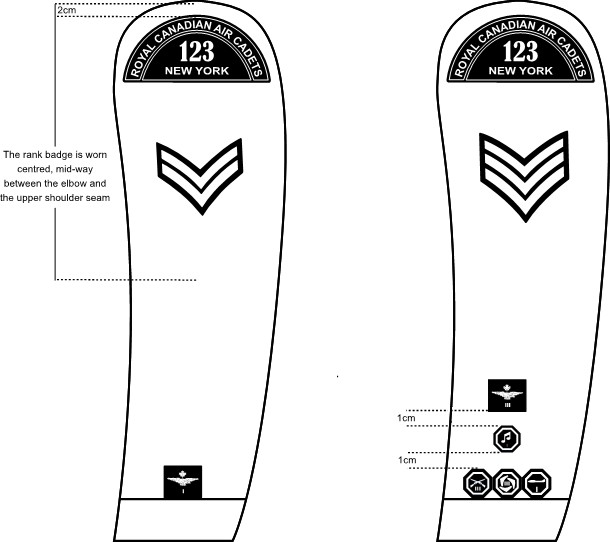 2cm
ROYAL CANADIAN AIR CADETS
123
NEW YORK
The rank badge is worn
centred, mid-way
between the elbow and
the upper shoulder seam
I
ROYAL CANADIAN AIR CADETS
123
NEW YORK
III
1cm
1cm
III
I